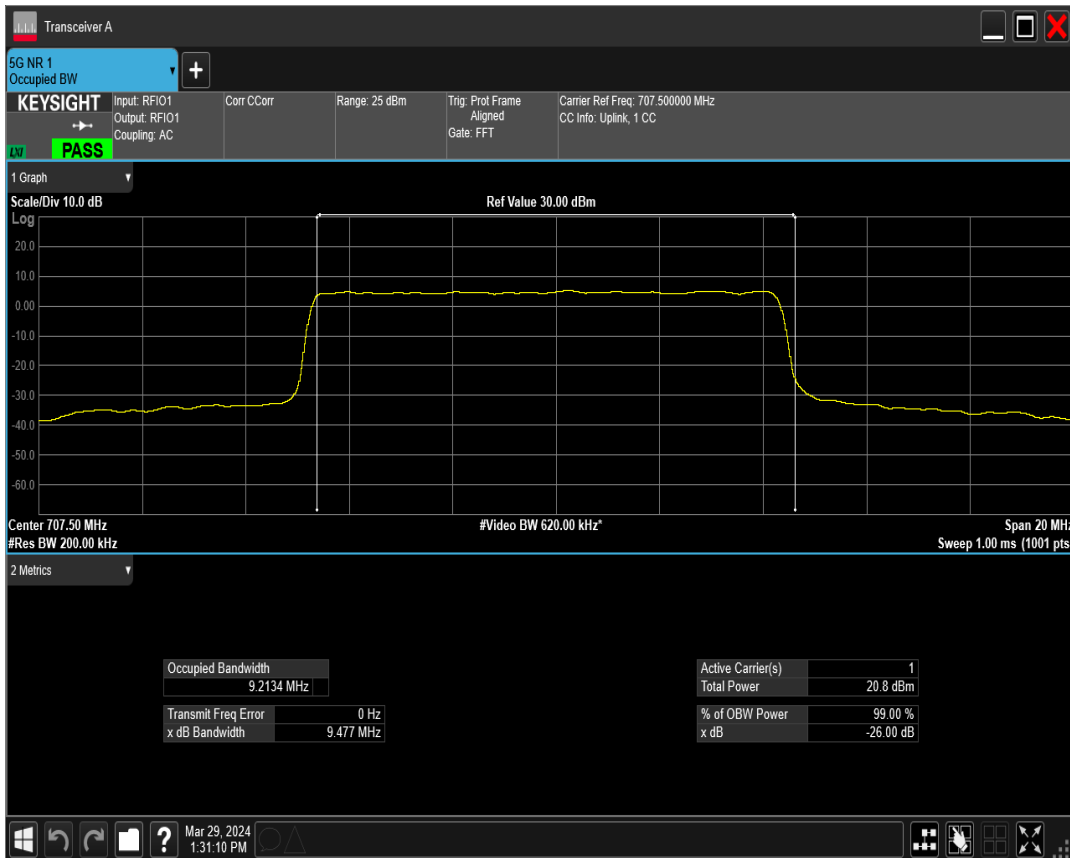 Transceiver A
5G NR 1
Occupied BW
+
KEYSIGHT
LXI
PASS
Input: RFIO1
Output: RFIO1
Coupling: AC
Corr CCorr
Range: 25 dBm
Trig: Prot Frame
Aligned
Gate: FFT
Carrier Ref Freq: 707.500000 MHz
CC Info: Uplink, 1 CC
1 Graph
Scale/Div 10.0 dB
Ref Value 30.00 dBm
Log
20.0
10.0
0.00
-10.0
-20.0
-30.0
-40.0
-50.0
-60.0
Center 707.50 MHz
#Video BW 620.00 kHz*
Span 20 MHz
#Res BW 200.00 kHz
Sweep 1.00 ms (1001 pts
2 Metrics
Occupied Bandwidth
9.2134 MHz
Transmit Freq Error 0 Hz
x dB Bandwidth 9.477 MHz
Active Carrier(s) 1
Total Power 20.8 dBm
% of OBW Power 99.00 %
x dB -26.00 dB
?
Mar 29, 2024
1:31:10 PM